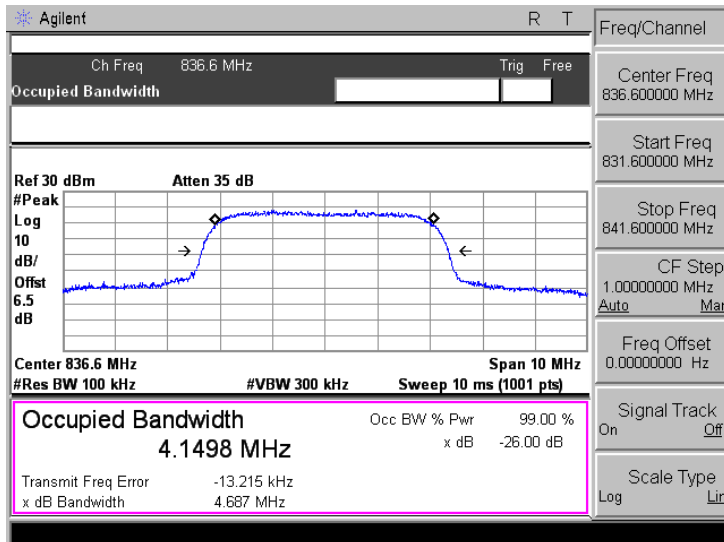 Agilent
R T
Freq/Channel
Ch Freq 836.6 MHz Trig Free
Occupied Bandwidth
Center Freq
836.600000 MHz
Start Freq
831.600000 MHz
Stop Freq
841.600000 MHz
CF Step
1.00000000 MHz
Auto Man
Freq Offset
0.00000000 Hz
Signal Track
On Off
Scale Type
Log Lin
Ref 30 dBm Atten 35 dB
#Peak
Log
10
dB/
Offst
6.5
dB
Center 836.6 MHz Span 10 MHz
#Res BW 100 kHz #VBW 300 kHz Sweep 10 ms (1001 pts)
Occupied Bandwidth Occ BW % Pwr 99.00 %
4.1498 MHz x dB -26.00 dB
Transmit Freq Error -13.215 kHz
x dB Bandwidth 4.687 MHz